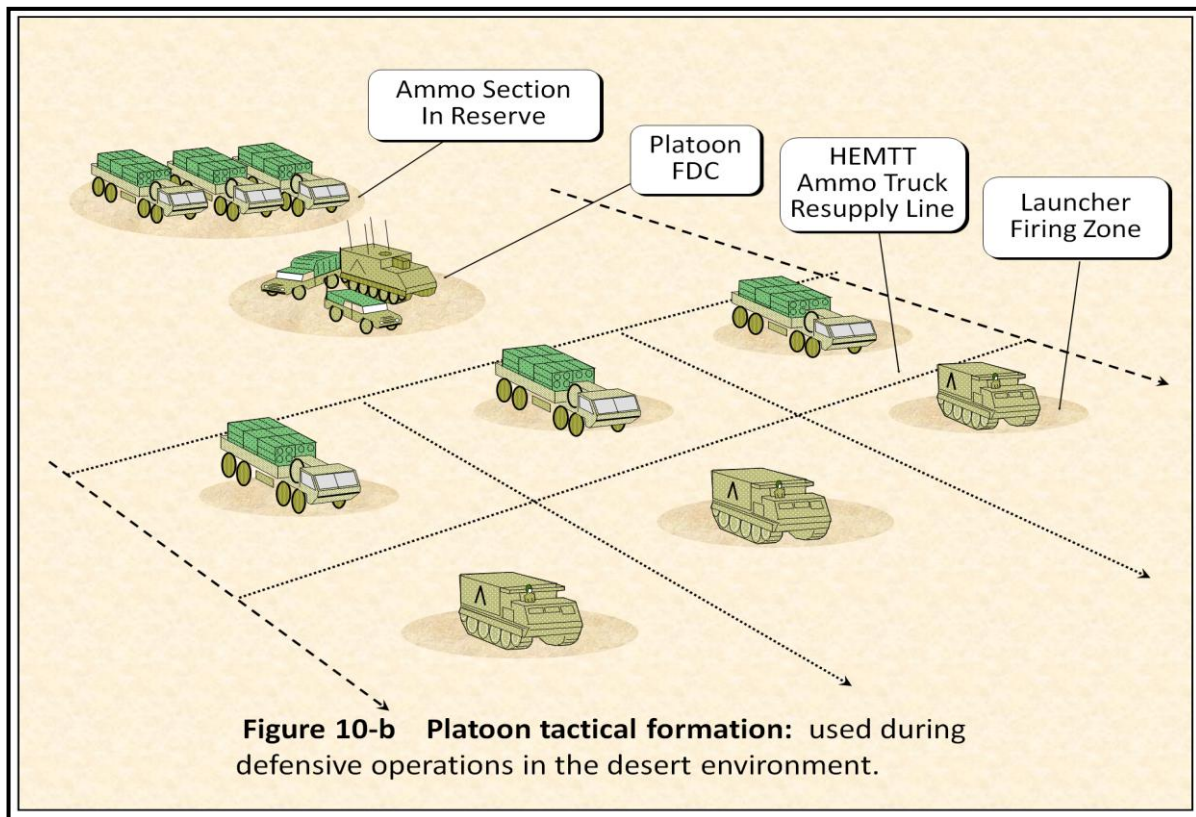 Ammo Section
In Reserve
Platoon
FDC
HEMTT
Ammo Truck
Resupply Line
Launcher
Firing Zone
Figure 10-b Platoon tactical formation: used during
defensive operations in the desert environment.